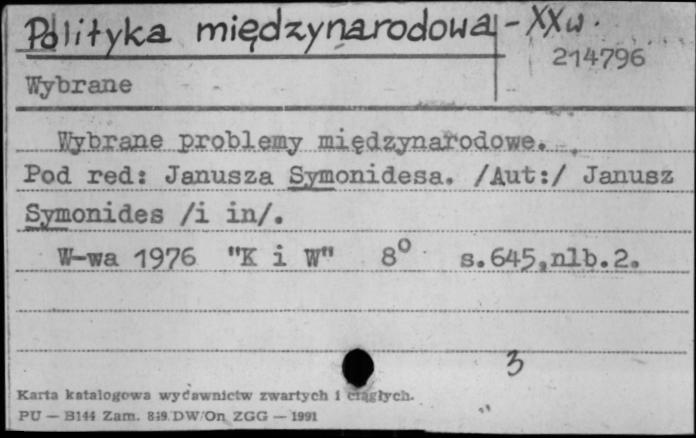 Polityka międzynarodowa - XX w.
214796
Wybrane
Wybrane problemy międzynarodowe.
Pod red: Janusza Symonidesa. /Aut:/ Janusz
Symonides /i in/.
W-wa 1976 "K i W" 8° s.645,nlb.2.
3
Karta katalogowa wydawnictw zwartych i ciągłych.
PU — B144 Zam. 819/DW/On ZGG — 1991